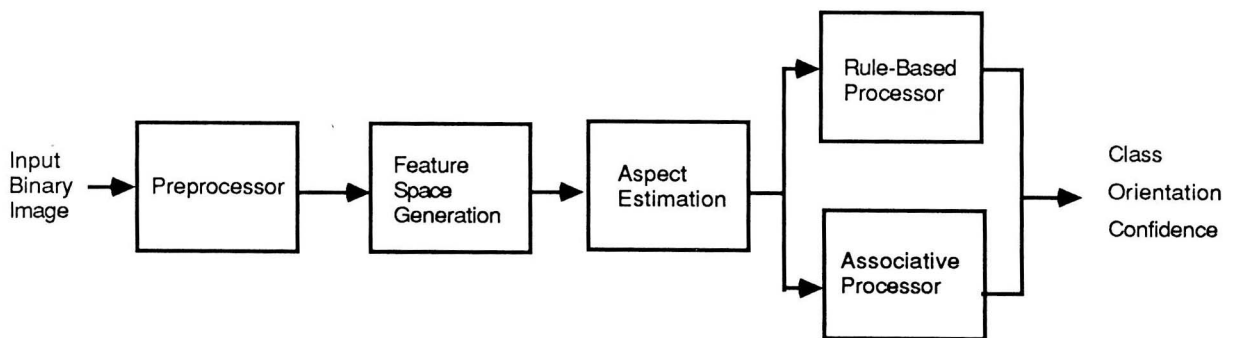 Input
Binary
Image
Preprocessor
Feature
Space
Generation
Aspect
Estimation
Rule-Based
Processor
Associative
Processor
Class
Orientation
Confidence